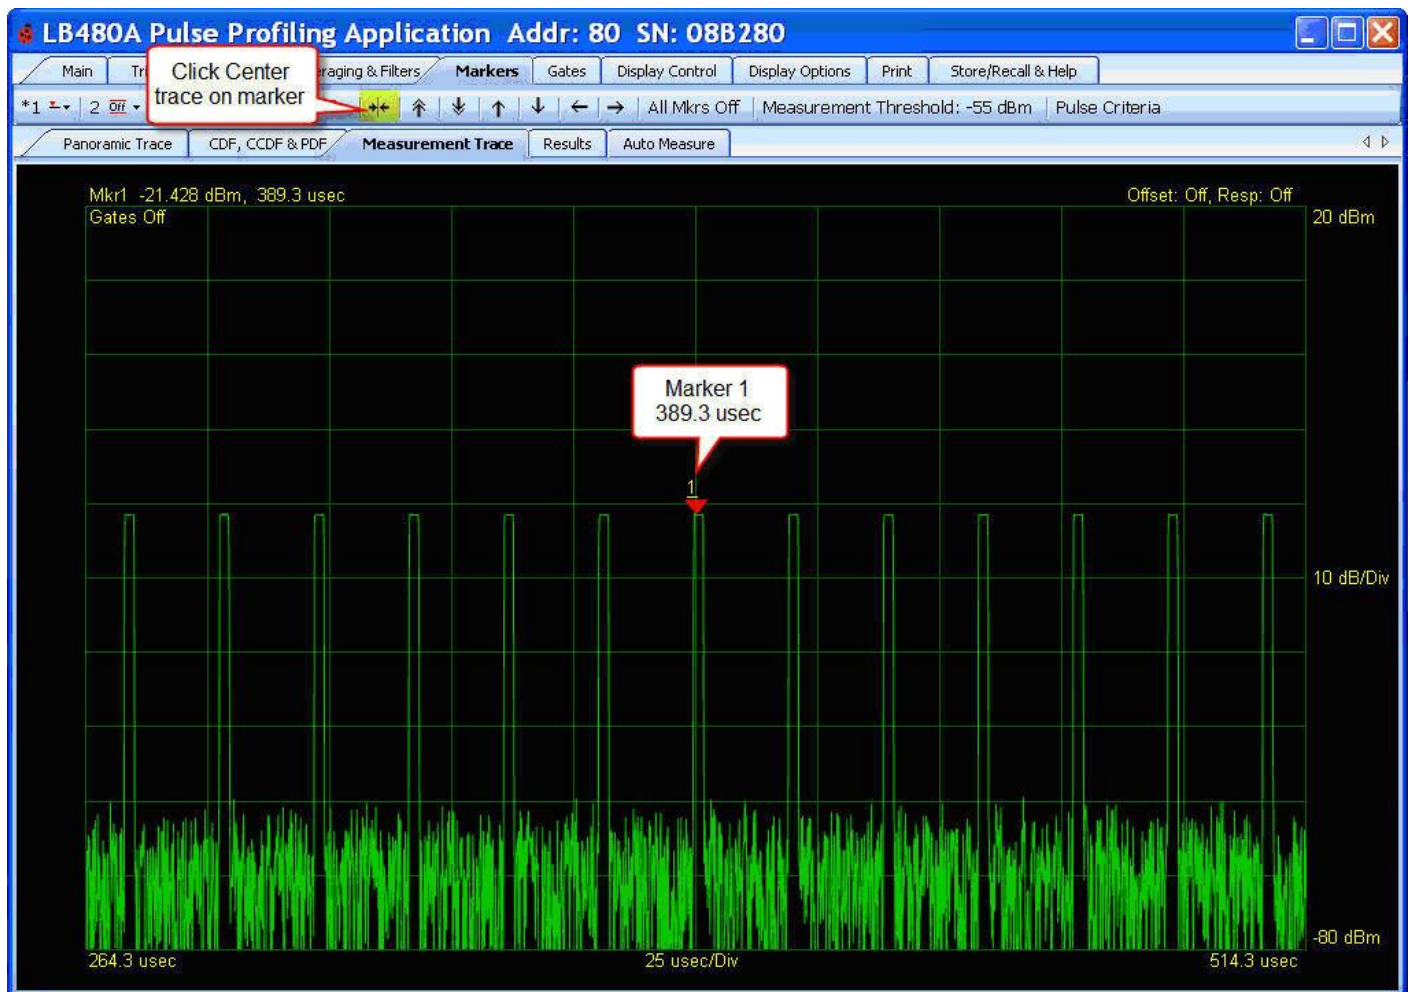 LB480A Pulse Profiling Application Addr: 80 SN: 08B280
Main Tri raging & Filters Markers Gates Display Control Display Options Print Store/Recall & Help
Click Center
trace on marker
*1 2 Off All Mkrs Off Measurement Threshold: -55 dBm Pulse Criteria
Panoramic Trace CDF, CCDF & PDF Measurement Trace Results Auto Measure
Mkr1 -21.428 dBm, 389.3 usec Offset: Off, Resp: Off
Gates Off 20 dBm
Marker 1
389.3 usec
1
10 dB/Div
-80 dBm
264.3 usec 25 usec/Div 514.3 usec